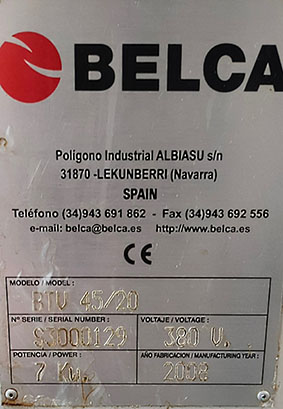 BELCA
Poligono Industrial ALBIASU s/n
31870 -LEKUNBERRI (Navarra)
SPAIN
Teléfono (34)943 691 862 - Fax (34)943 692 556
e-mail: belca@belca.es http://www.belca.es
CE
MODELO / MODEL :
BTV 45/20
Nº SERIE / SERIAL NUMBER :
S3000129
VOLTAJE / VOLTAGE :
380 V.
POTENCIA / POWER :
7 Kw.
AÑO FABRICACION / MANUFACTURING YEAR :
2008